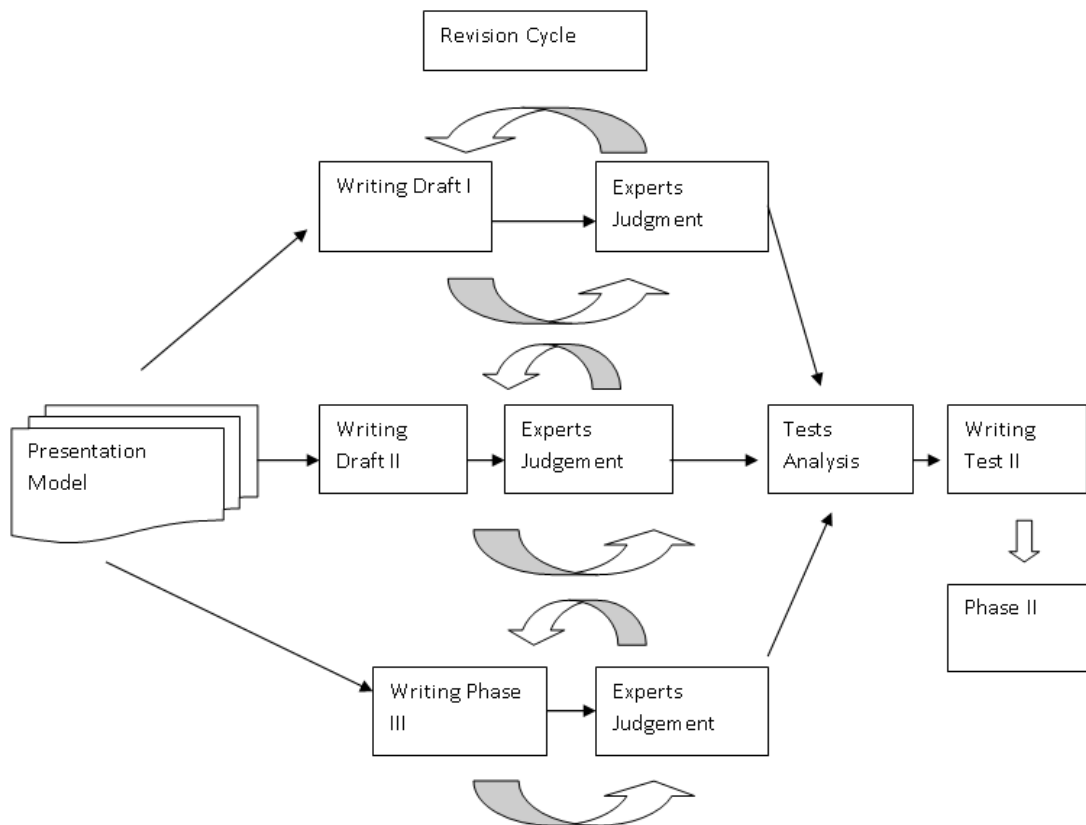 Revision Cycle
Writing Draft I
Experts
Judgment
Presentation
Model
Writing
Draft II
Experts
Judgement
Tests
Analysis
Writing
Test II
Phase II
Writing Phase
III
Experts
Judgement